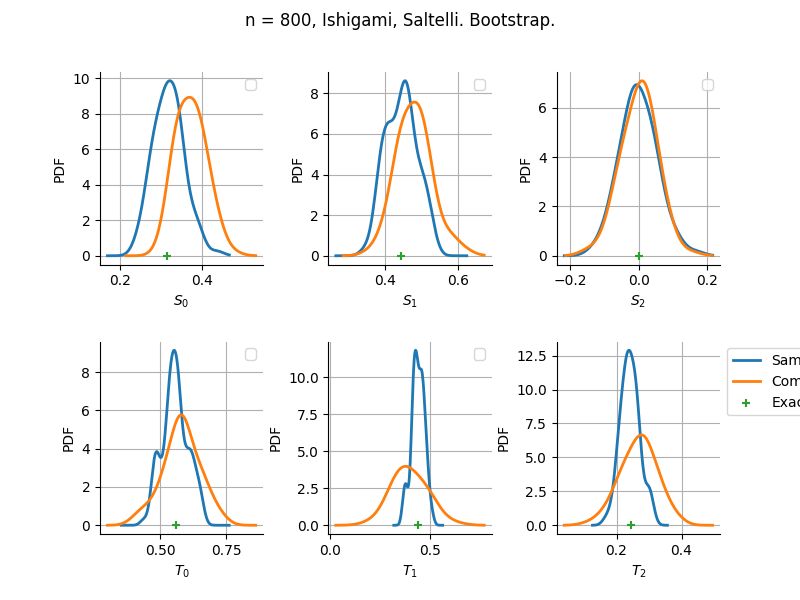 n = 800, Ishigami, Saltelli. Bootstrap.
PDF
10
8
6
4
2
0
0.2
0.4
S0
PDF
8
6
4
2
0
0.4
0.6
S1
PDF
6
4
2
0
−0.2
0.0
0.2
S2
PDF
8
6
4
2
0
0.50
0.75
T0
PDF
10.0
7.5
5.0
2.5
0.0
0.0
0.5
T1
PDF
12.5
10.0
7.5
5.0
2.5
0.0
0.2
0.4
T2
Sam
Com
Exac